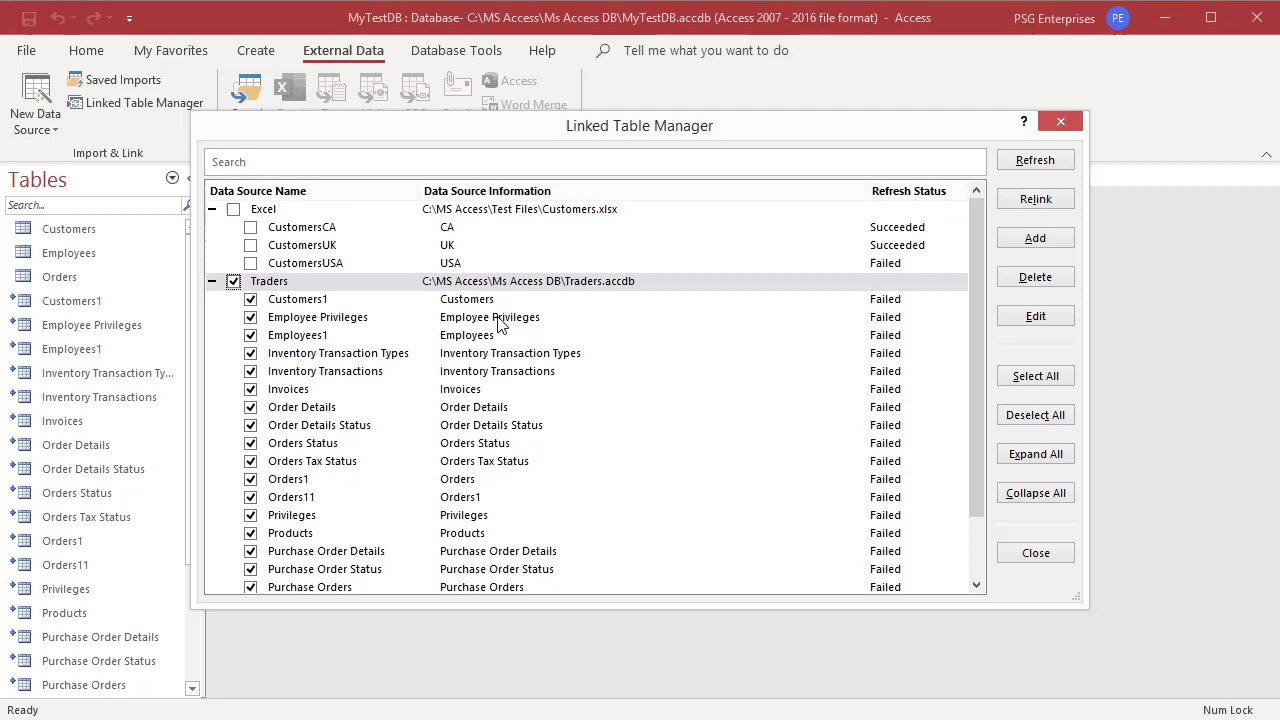 MyTestDB : Database- C:\MS Access\Ms Access DB\MyTestDB.accdb (Access 2007 - 2016 file format) - Access
PSG Enterprises
PE
File Home My Favorites Create External Data Database Tools Help Tell me what you want to do
New Data
Source
Saved Imports
Linked Table Manager
Access
Word Merge
Import & Link
Tables
Search...
Customers
Employees
Orders
Customers1
Employee Privileges
Employees1
Inventory Transaction Ty...
Inventory Transactions
Invoices
Order Details
Order Details Status
Orders Status
Orders Tax Status
Orders1
Orders11
Privileges
Products
Purchase Order Details
Purchase Order Status
Purchase Orders
Linked Table Manager
?
Search
Data Source Name Data Source Information Refresh Status
Excel C:\MS Access\Test Files\Customers.xlsx
CustomersCA CA Succeeded
CustomersUK UK Succeeded
CustomersUSA USA Failed
Traders C:\MS Access\Ms Access DB\Traders.accdb
Customers1 Customers Failed
Employee Privileges Employee Privileges Failed
Employees1 Employees Failed
Inventory Transaction Types Inventory Transaction Types Failed
Inventory Transactions Inventory Transactions Failed
Invoices Invoices Failed
Order Details Order Details Failed
Order Details Status Order Details Status Failed
Orders Status Orders Status Failed
Orders Tax Status Orders Tax Status Failed
Orders1 Orders Failed
Orders11 Orders1 Failed
Privileges Privileges Failed
Products Products Failed
Purchase Order Details Purchase Order Details Failed
Purchase Order Status Purchase Order Status Failed
Purchase Orders Purchase Orders Failed
Refresh
Relink
Add
Delete
Edit
Select All
Deselect All
Expand All
Collapse All
Close
Ready
Num Lock